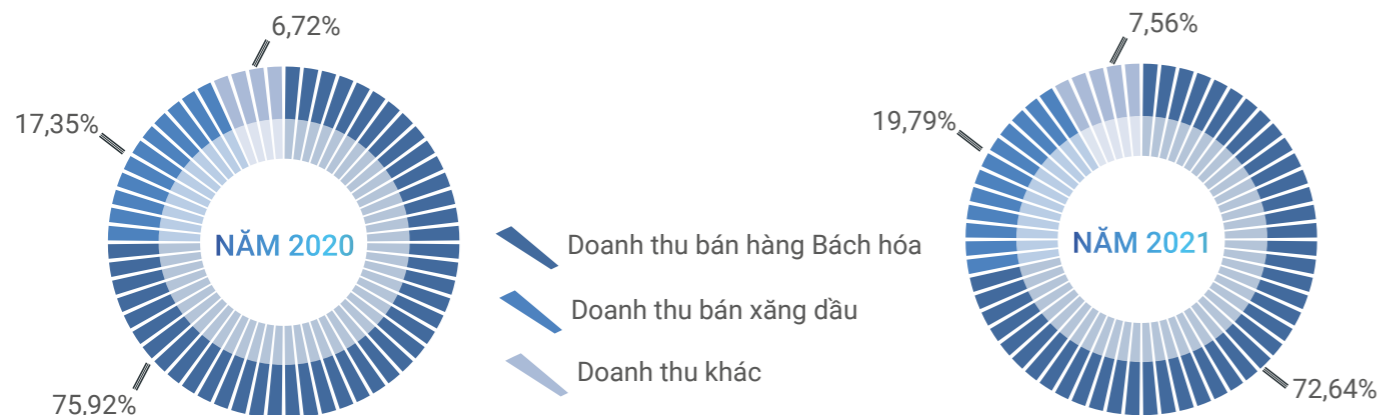 6,72%
17,35%
NĂM 2020
75,92%
Doanh thu bán hàng Bách hóa
Doanh thu bán xăng dầu
Doanh thu khác
7,56%
19,79%
NĂM 2021
72,64%